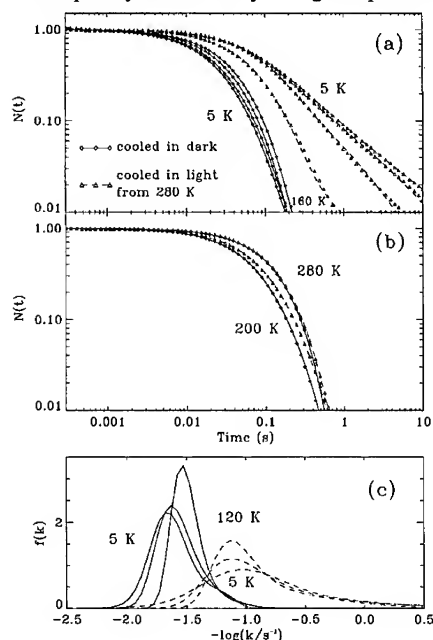 1.00
(a)
N(t)
0.10
5 K
5 K
cooled in dark
cooled in light
from 280 K
160 K
0.01
1.00
(b)
280 K
N(t)
0.10
200 K
0.01
0.001 0.01 0.1 1 10
Time (s)
(c)
120 K
f(k)
2
5 K
5 K
0
-2.5 -2.0 -1.5 -1.0 -0.5 0.0 0.5
-log(k/s⁻¹)